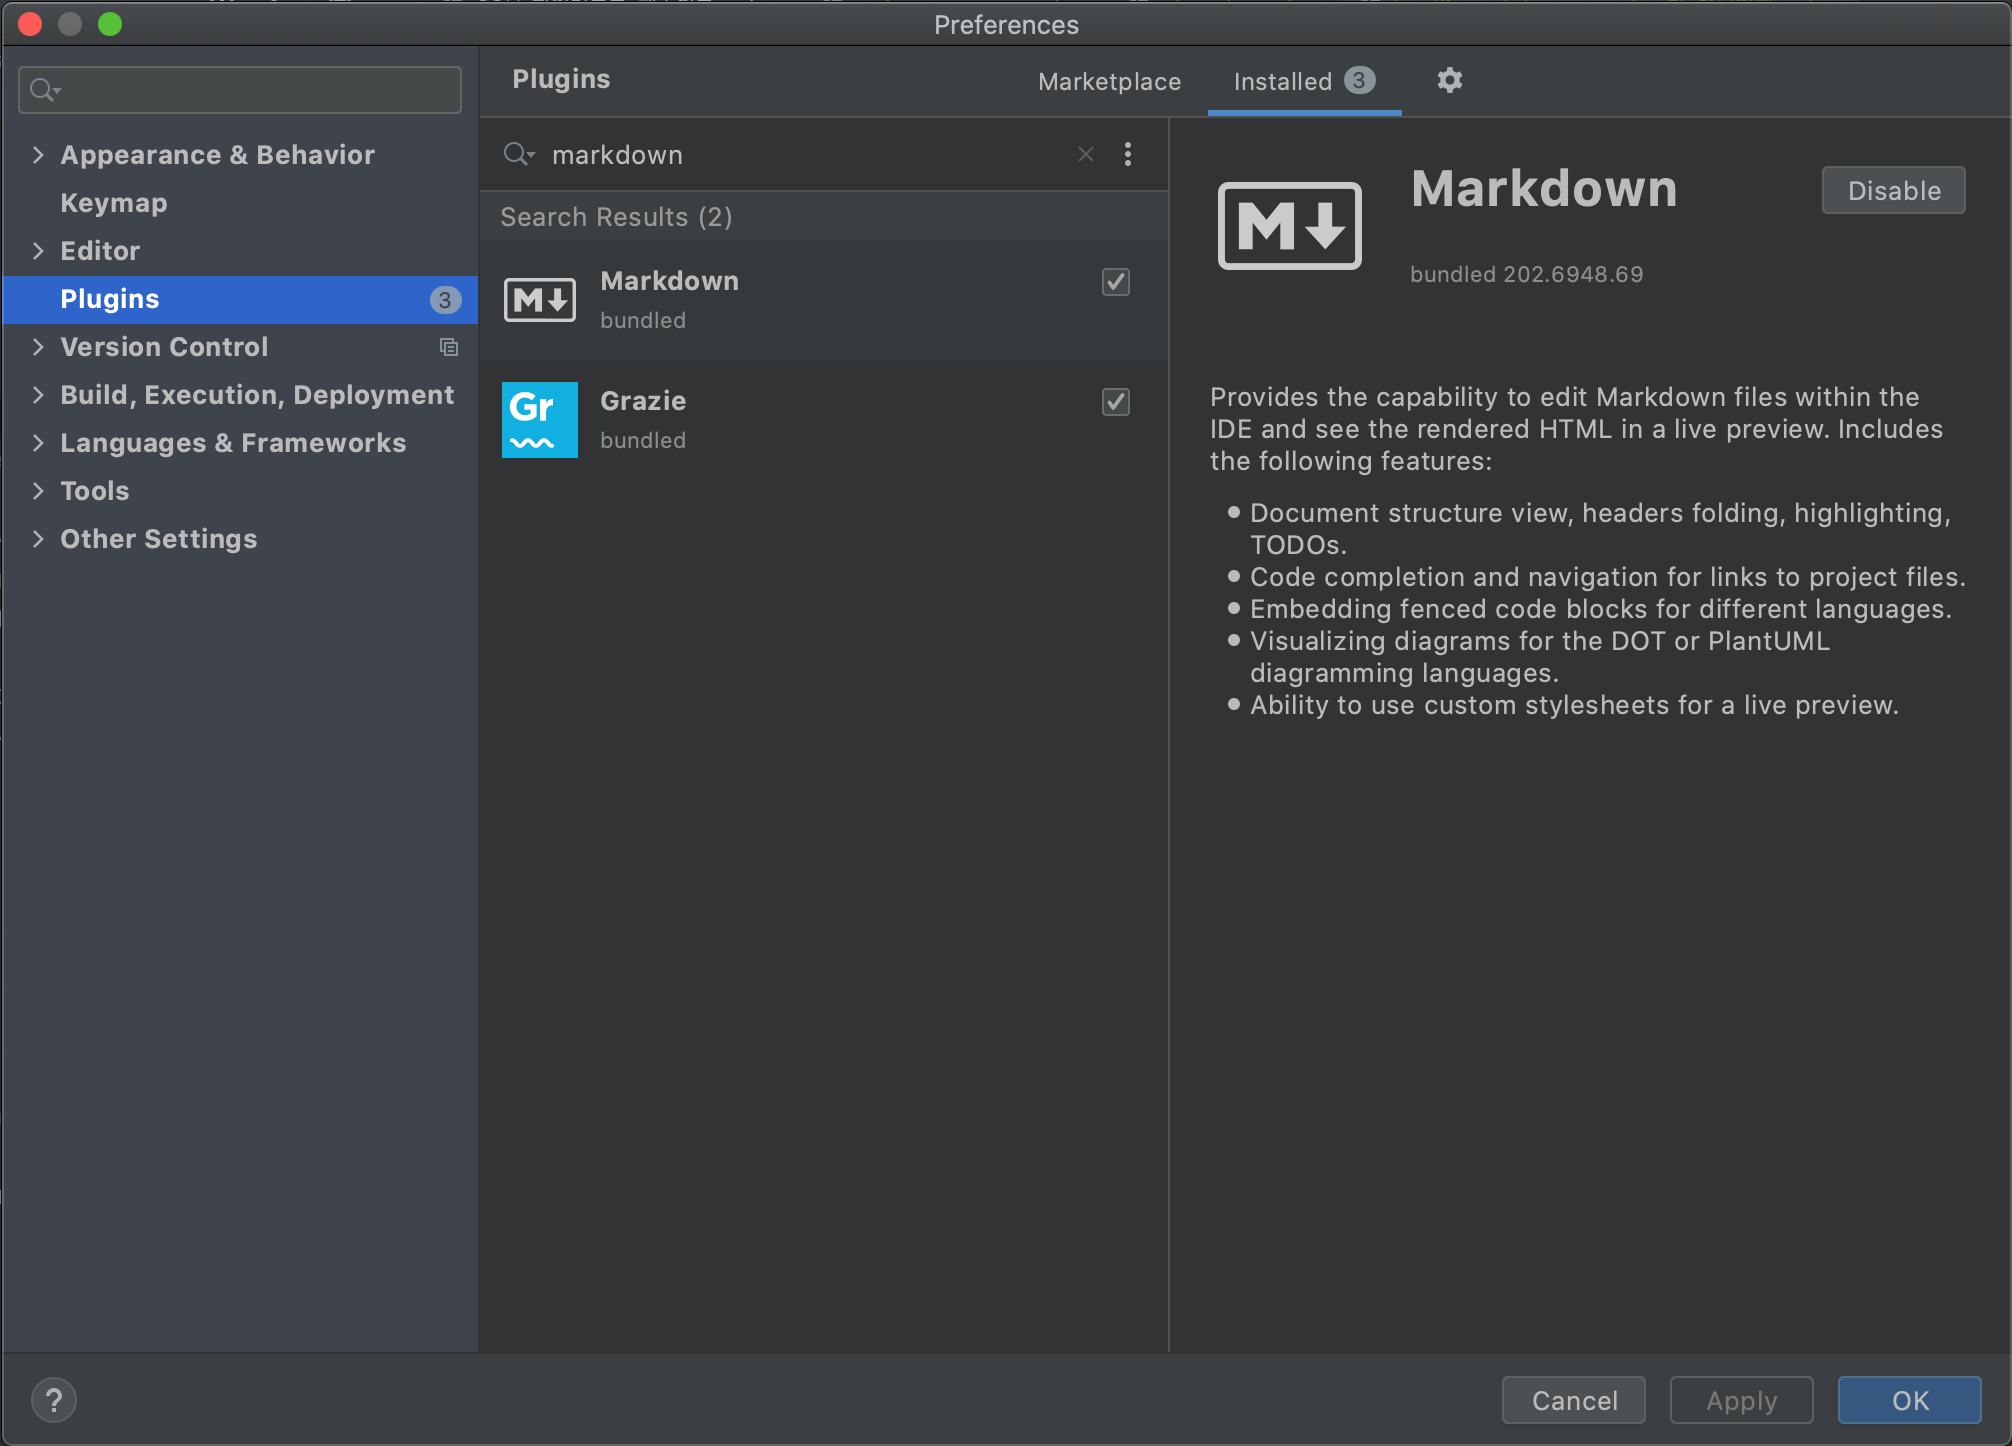 Preferences
Plugins
Marketplace
Installed 3
Appearance & Behavior
Keymap
Editor
Plugins 3
Version Control
Build, Execution, Deployment
Languages & Frameworks
Tools
Other Settings
markdown
Search Results (2)
M Markdown
bundled
Gr Grazie
bundled
M
Markdown
Disable
bundled 202.6948.69
Provides the capability to edit Markdown files within the
IDE and see the rendered HTML in a live preview. Includes
the following features:
Document structure view, headers folding, highlighting,
TODOs.
Code completion and navigation for links to project files.
Embedding fenced code blocks for different languages.
Visualizing diagrams for the DOT or PlantUML
diagramming languages.
Ability to use custom stylesheets for a live preview.
?
Cancel
Apply
OK